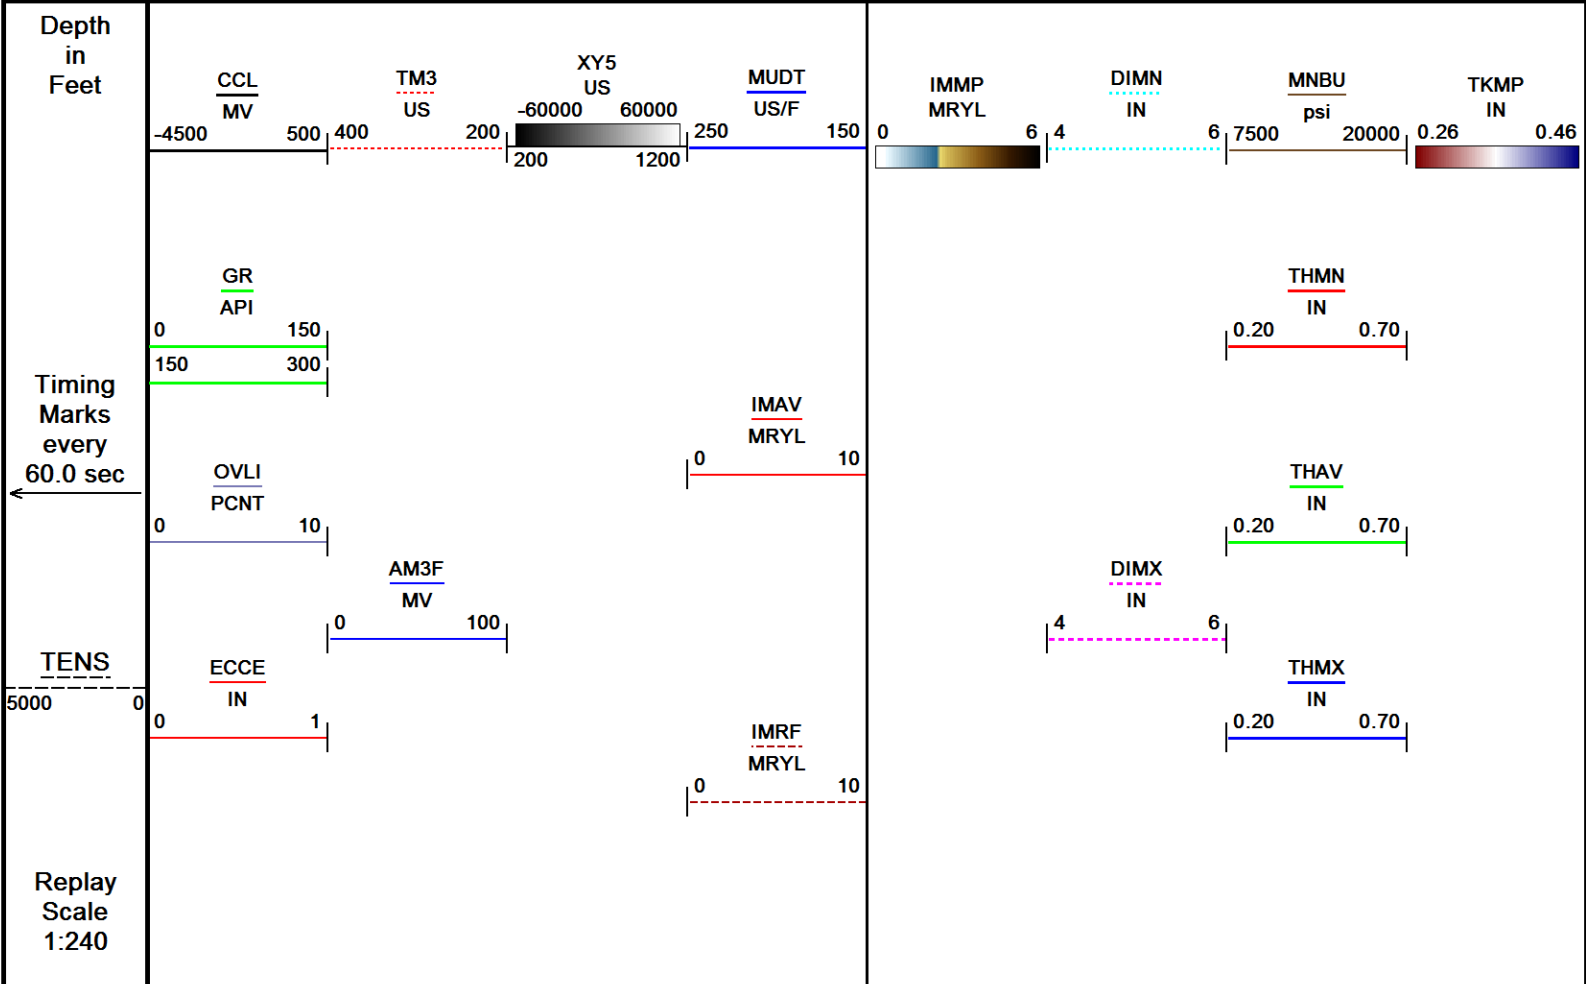 Depth
in
Feet
Timing
Marks
every
60.0 sec
TENS
5000 0
Replay
Scale
1:240
CCL
MV
-4500 500
GR
API
0 150
150 300
OVLI
PCNT
0 10
ECCE
IN
0 1
TM3
US
400 200
AM3F
MV
0 100
XY5
US
-60000 60000
200 1200
MUDT
US/F
250 150
IMAV
MRYL
0 10
IMRF
MRYL
0 10
IMMP
MRYL
0 6
DIMN
IN
4 6
DIMX
IN
4 6
MNBU
psi
7500 20000
THMN
IN
0.20 0.70
THAV
IN
0.20 0.70
THMX
IN
0.20 0.70
TKMP
IN
0.26 0.46